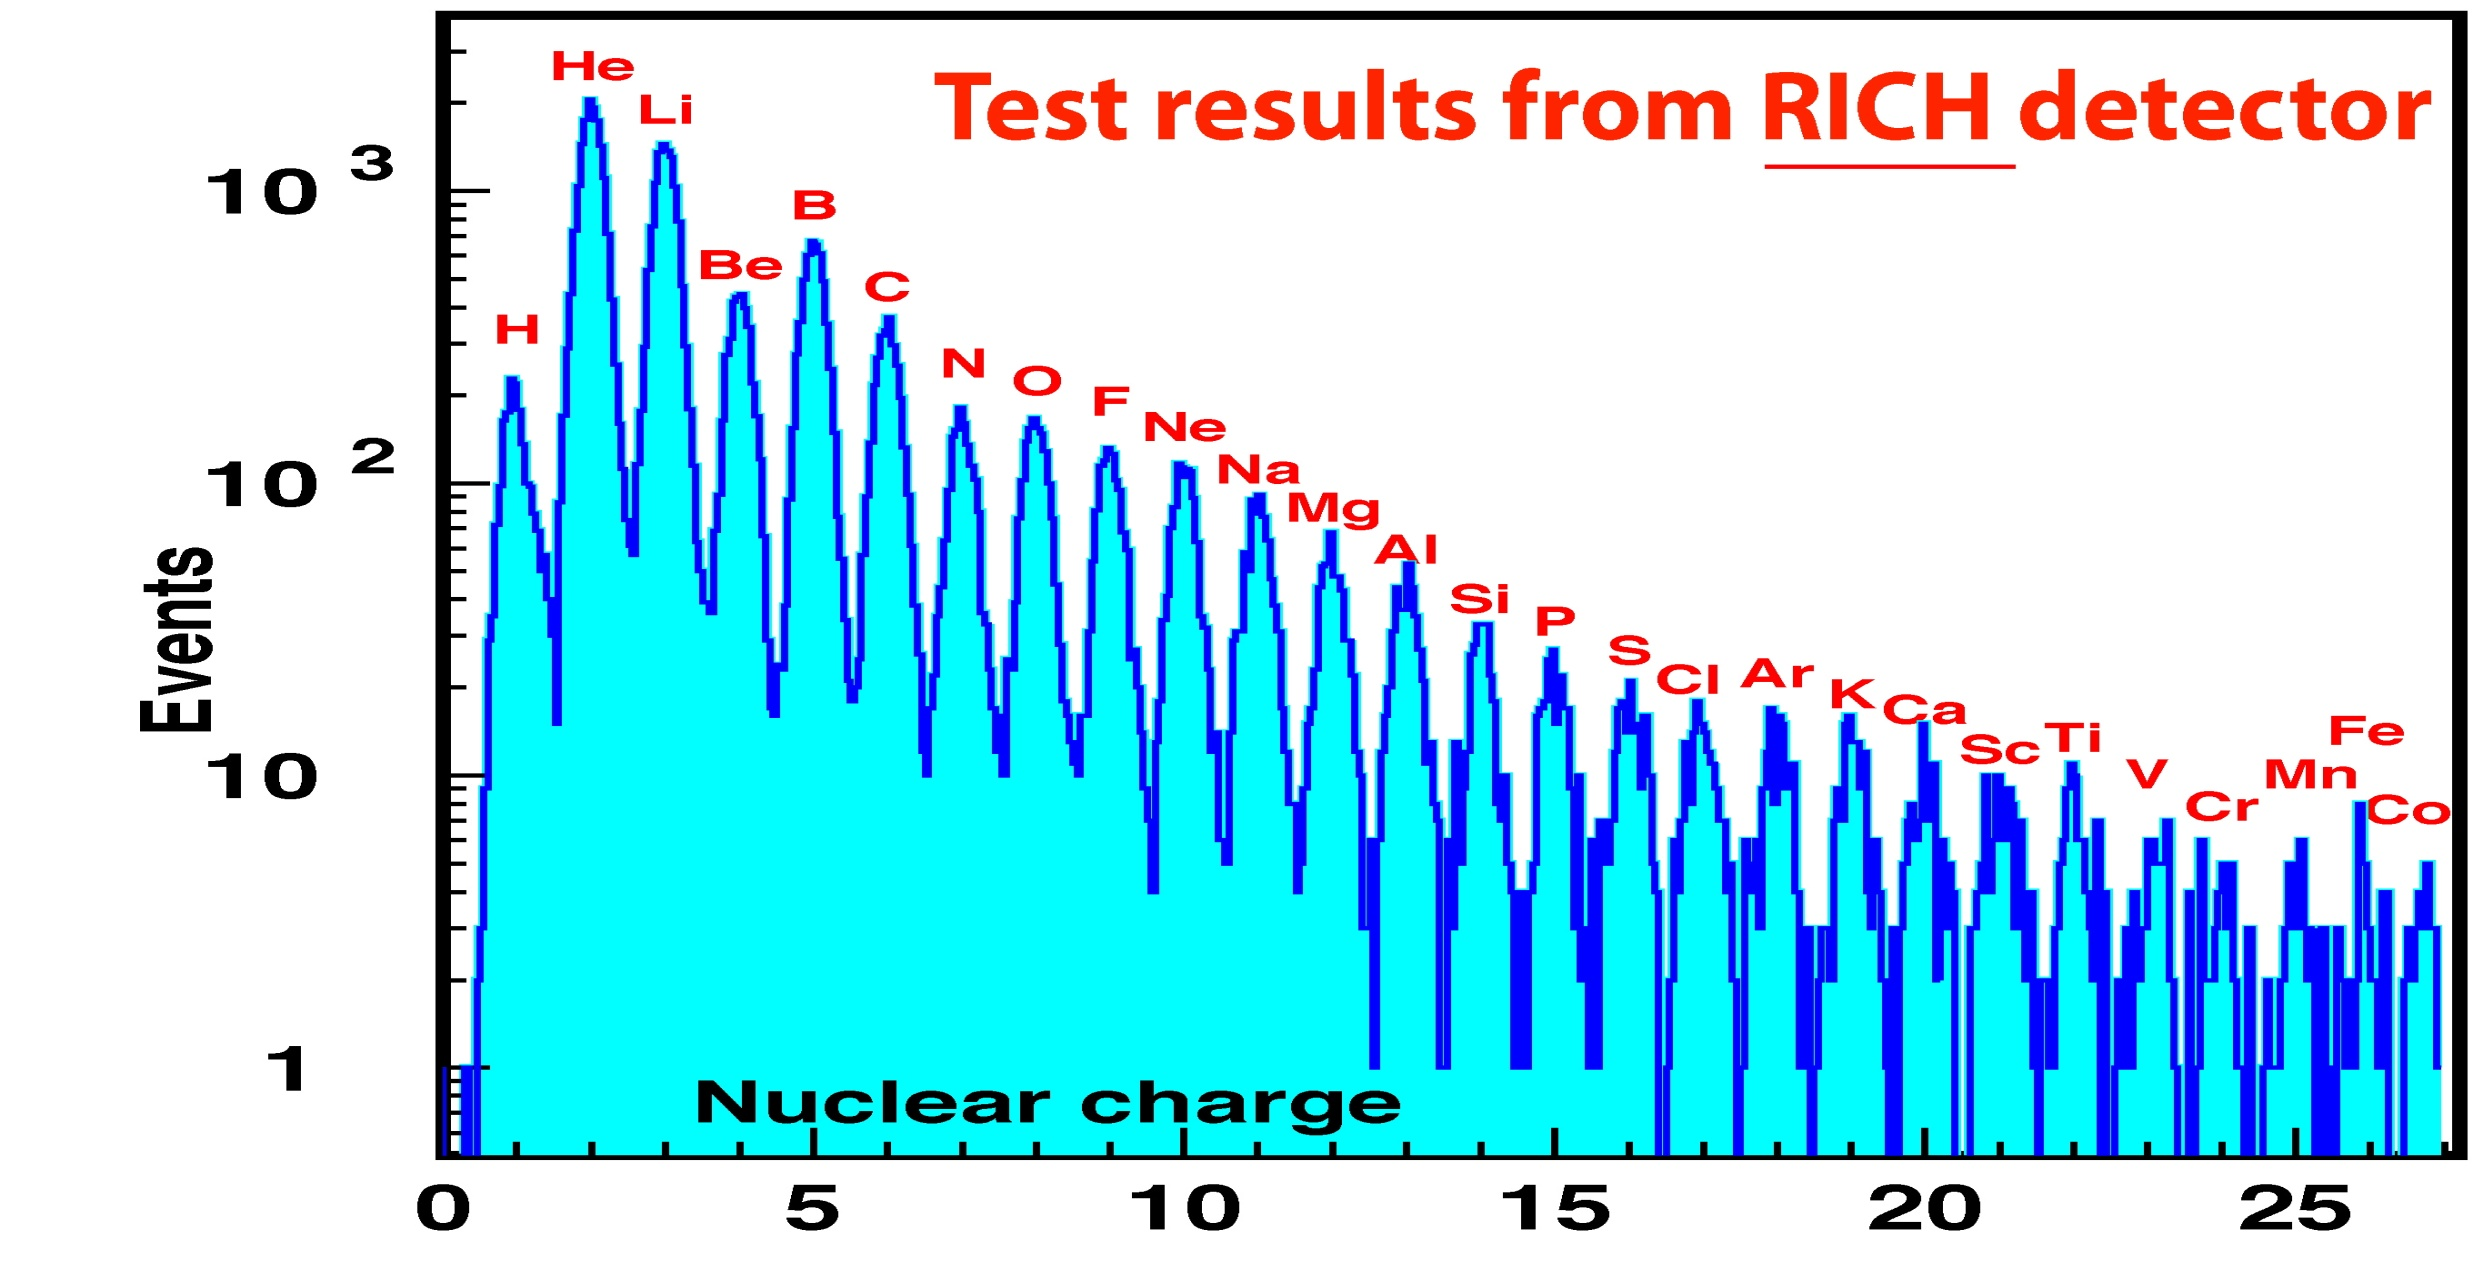 Test results from RICH detector
He
Li
B
Be
C
H
N
O
F
Ne
Na
Mg
Al
Si
P
S
Cl
Ar
K
Ca
Sc
Ti
V
Cr
Mn
Fe
Co
10 3
10 2
10
1
Events
Nuclear charge
0 5 10 15 20 25